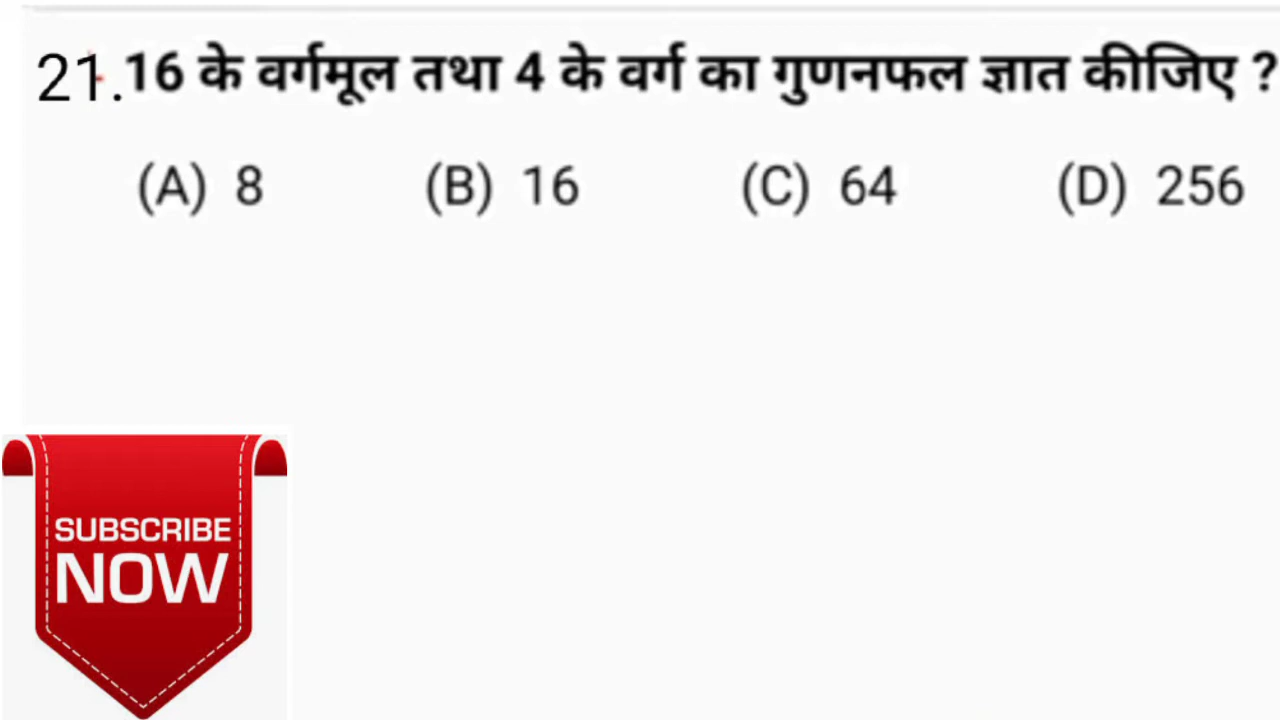 21. 16 के वर्गमूल तथा 4 के वर्ग का गुणनफल ज्ञात कीजिए ?
(A) 8 (B) 16 (C) 64 (D) 256
SUBSCRIBE
NOW